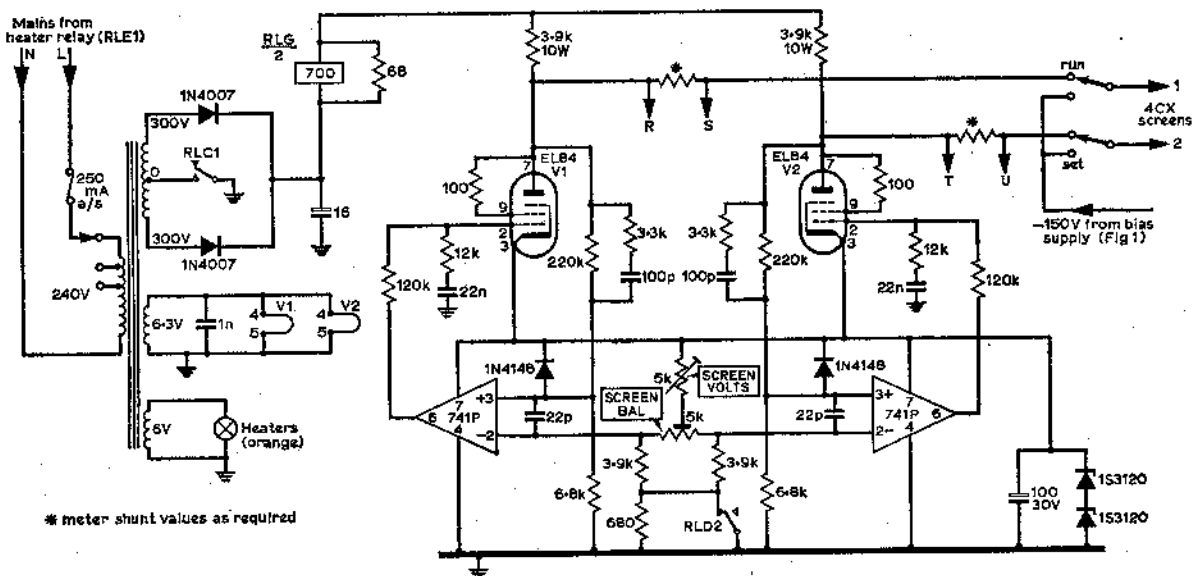 Mains from
heater relay (RLE1)
N L
RLG
2
700
68
3·9k
10W
3·9k
10W
*
R S
run
1
4CX
screens
2
set
*
T U
-150V from bias
supply (Fig 1)
1N4007
300V
RLC1
0
250
mA
a/s
300V
1N4007
16
240V
EL84
V1
7
100
9
2
3
12k
22n
120k
3·3k
220k
100p
EL84
V2
7
100
9
2
3
3·3k
220k
100p
12k
22n
120k
6·3V
1n
4
5
V1
4
5
V2
6V
Heaters
(orange)
1N4148
7
+3
6
741P
4
-2
22p
5k
SCREEN
VOLTS
SCREEN
BAL
5k
1N4148
3+
7
741P
6
2-
4
22p
3·9k
3·9k
6·8k
680
RLD2
6·8k
100
30V
1S3120
1S3120
* meter shunt values as required